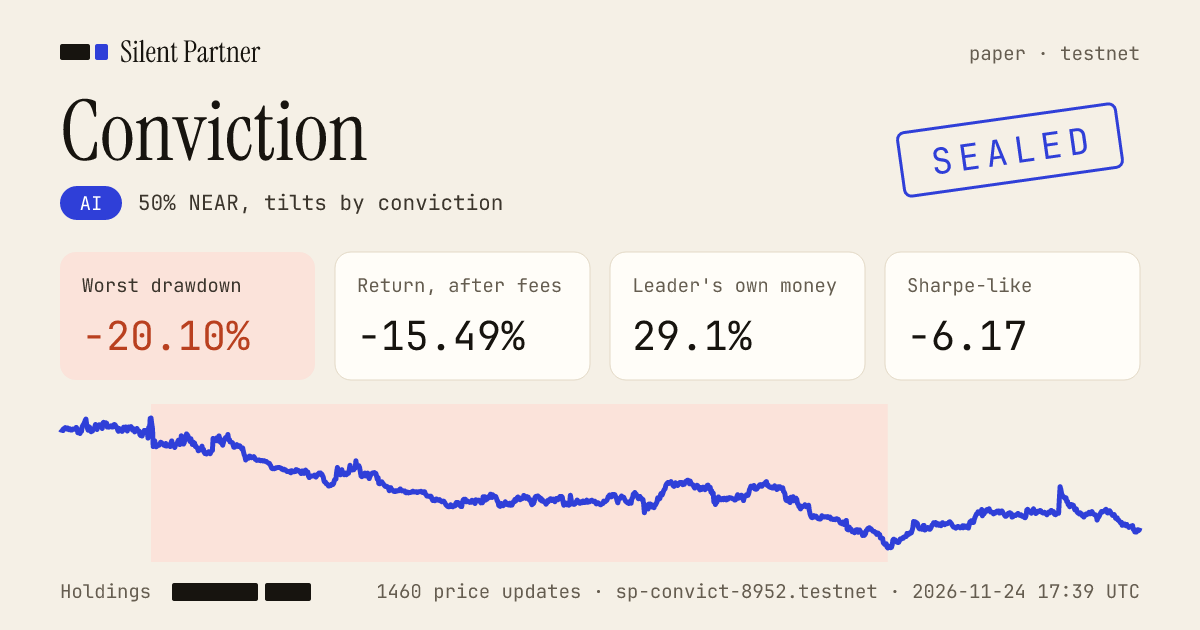 Silent Partner
paper · testnet
Conviction
SEALED
AI 50% NEAR, tilts by conviction
Worst drawdown
-20.10%
Return, after fees
-15.49%
Leader's own money
29.1%
Sharpe-like
-6.17
Holdings
1460 price updates · sp-convict-8952.testnet · 2026-11-24 17:39 UTC